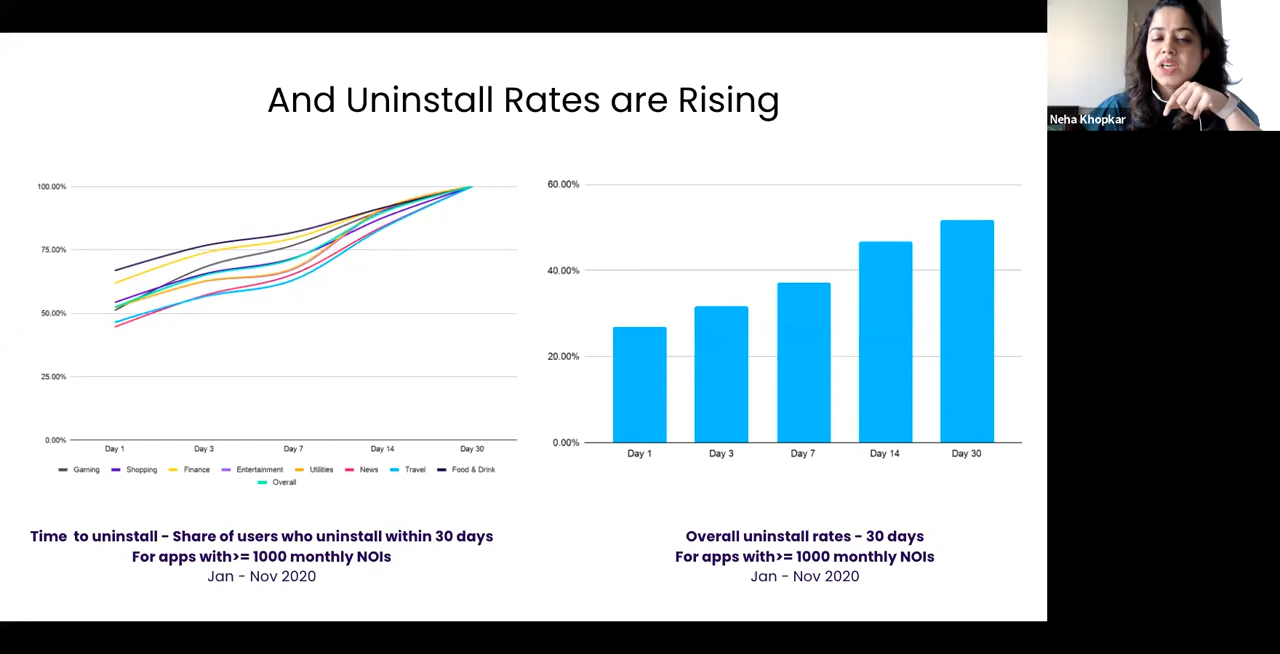 And Uninstall Rates are Rising
Neha Khopkar
100.00%
75.00%
50.00%
25.00%
0.00%
Day 1 Day 3 Day 7 Day 14 Day 30
Gaming Shopping Finance Entertainment Utilities News Travel Food & Drink
Overall
Time to uninstall - Share of users who uninstall within 30 days
For apps with>= 1000 monthly NOIs
Jan - Nov 2020
60.00%
40.00%
20.00%
0.00%
Day 1 Day 3 Day 7 Day 14 Day 30
Overall uninstall rates - 30 days
For apps with>= 1000 monthly NOIs
Jan - Nov 2020